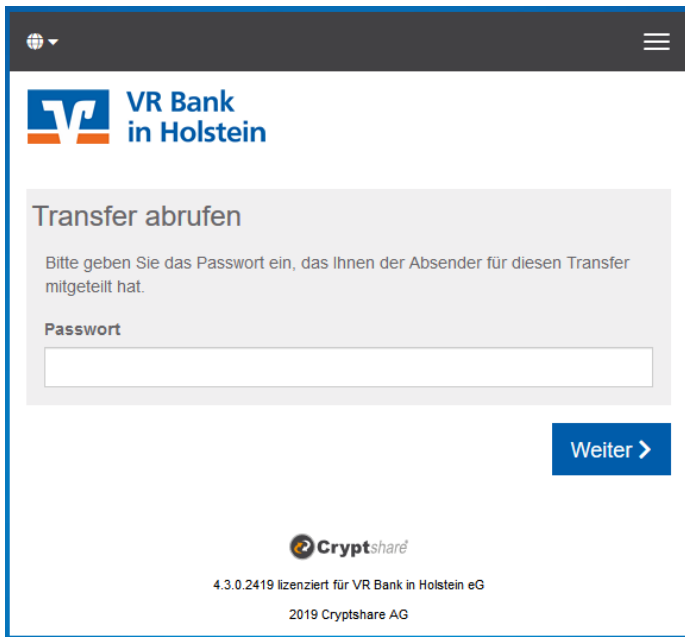 VR Bank
in Holstein
Transfer abrufen
Bitte geben Sie das Passwort ein, das Ihnen der Absender für diesen Transfer
mitgeteilt hat.
Passwort
Weiter
Cryptshare
4.3.0.2419 lizenziert für VR Bank in Holstein eG
2019 Cryptshare AG